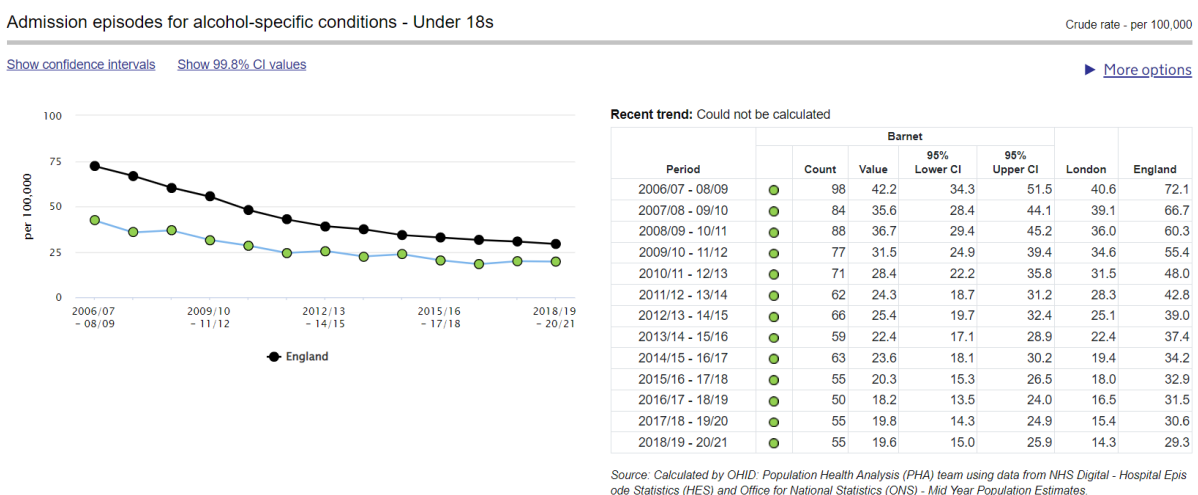 Admission episodes for alcohol-specific conditions - Under 18s
Crude rate - per 100,000
Show confidence intervals Show 99.8% CI values
► More options
100
75
50
25
0
per 100,000
2006/07
– 08/09
2009/10
– 11/12
2012/13
– 14/15
2015/16
– 17/18
2018/19
– 20/21
England
Recent trend: Could not be calculated
Barnet
Period Count Value 95% Lower CI 95% Upper CI London England
2006/07 - 08/09 98 42.2 34.3 51.5 40.6 72.1
2007/08 - 09/10 84 35.6 28.4 44.1 39.1 66.7
2008/09 - 10/11 88 36.7 29.4 45.2 36.0 60.3
2009/10 - 11/12 77 31.5 24.9 39.4 34.6 55.4
2010/11 - 12/13 71 28.4 22.2 35.8 31.5 48.0
2011/12 - 13/14 62 24.3 18.7 31.2 28.3 42.8
2012/13 - 14/15 66 25.4 19.7 32.4 25.1 39.0
2013/14 - 15/16 59 22.4 17.1 28.9 22.4 37.4
2014/15 - 16/17 63 23.6 18.1 30.2 19.4 34.2
2015/16 - 17/18 55 20.3 15.3 26.5 18.0 32.9
2016/17 - 18/19 50 18.2 13.5 24.0 16.5 31.5
2017/18 - 19/20 55 19.8 14.3 24.9 15.4 30.6
2018/19 - 20/21 55 19.6 15.0 25.9 14.3 29.3
Source: Calculated by OHID: Population Health Analysis (PHA) team using data from NHS Digital - Hospital Epis
ode Statistics (HES) and Office for National Statistics (ONS) - Mid Year Population Estimates.